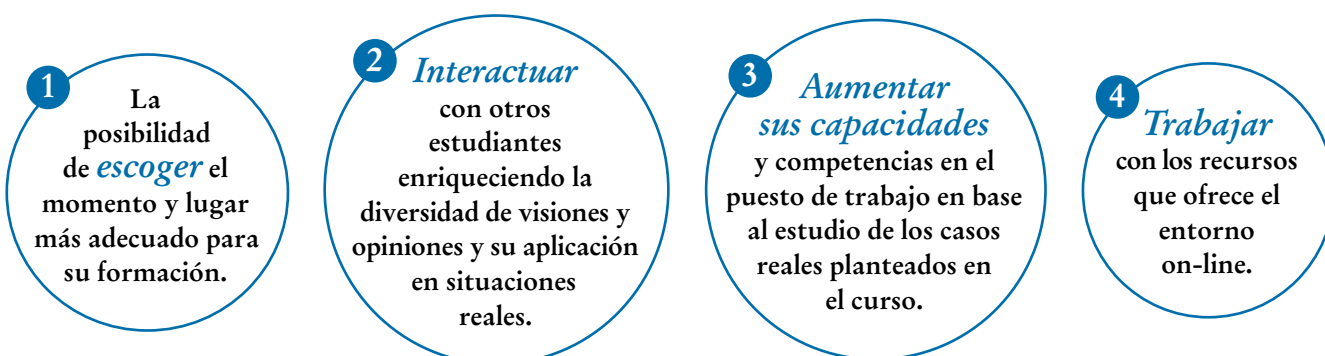 1
La
posibilidad
de escoger el
momento y lugar
más adecuado para
su formación.
2
Interactuar
con otros
estudiantes
enriqueciendo la
diversidad de visiones y
opiniones y su aplicación
en situaciones
reales.
3
Aumentar
sus capacidades
y competencias en el
puesto de trabajo en base
al estudio de los casos
reales planteados en
el curso.
4
Trabajar
con los recursos
que ofrece el
entorno
on-line.